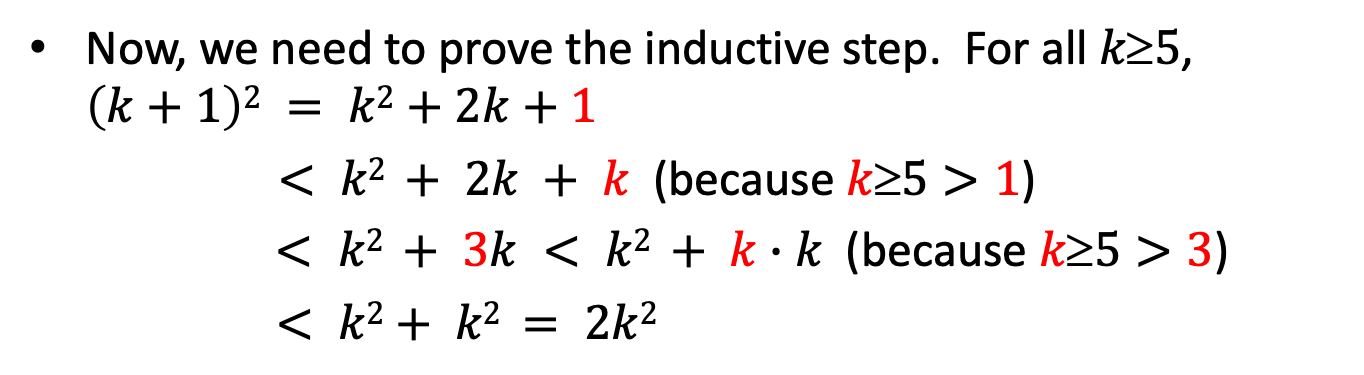 • Now, we need to prove the inductive step. For all k≥5,
(k + 1)² = k² + 2k + 1
< k² + 2k + k (because k≥5 > 1)
< k² + 3k < k² + k · k (because k≥5 > 3)
< k² + k² = 2k²